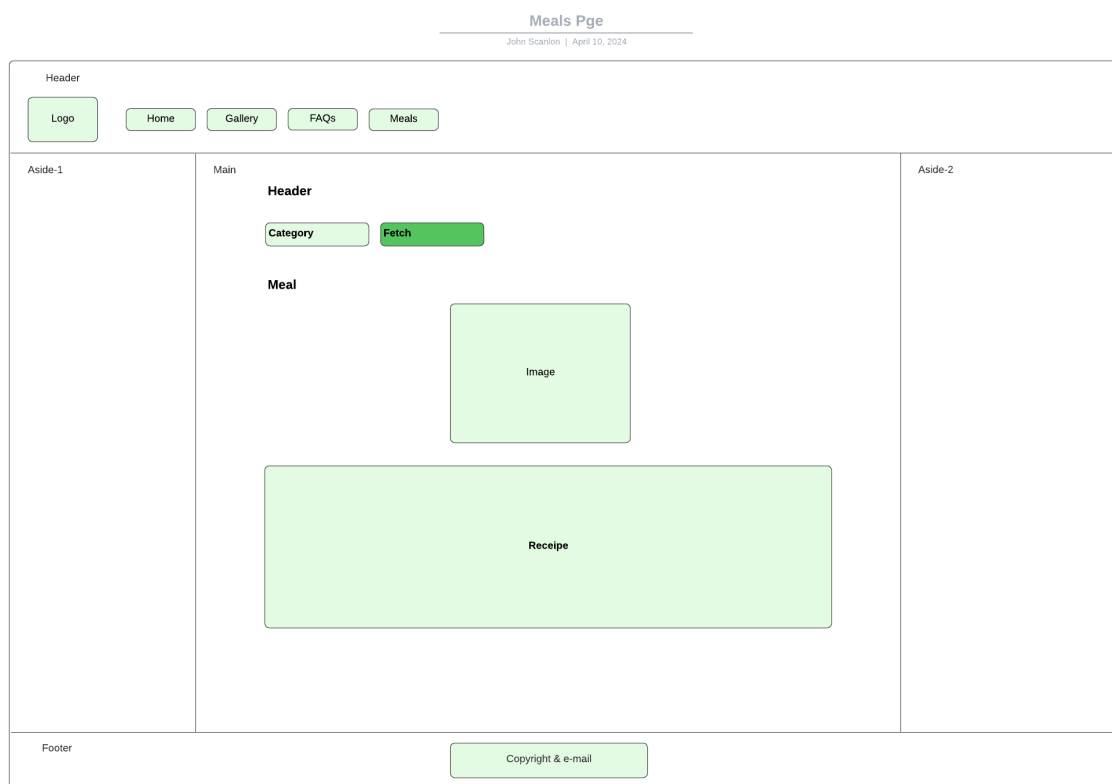 Meals Pge
John Scanlon | April 10, 2024
Header
Logo
Home
Gallery
FAQs
Meals
Aside-1
Main
Aside-2
Header
Category
Fetch
Meal
Image
Receipe
Footer
Copyright & e-mail